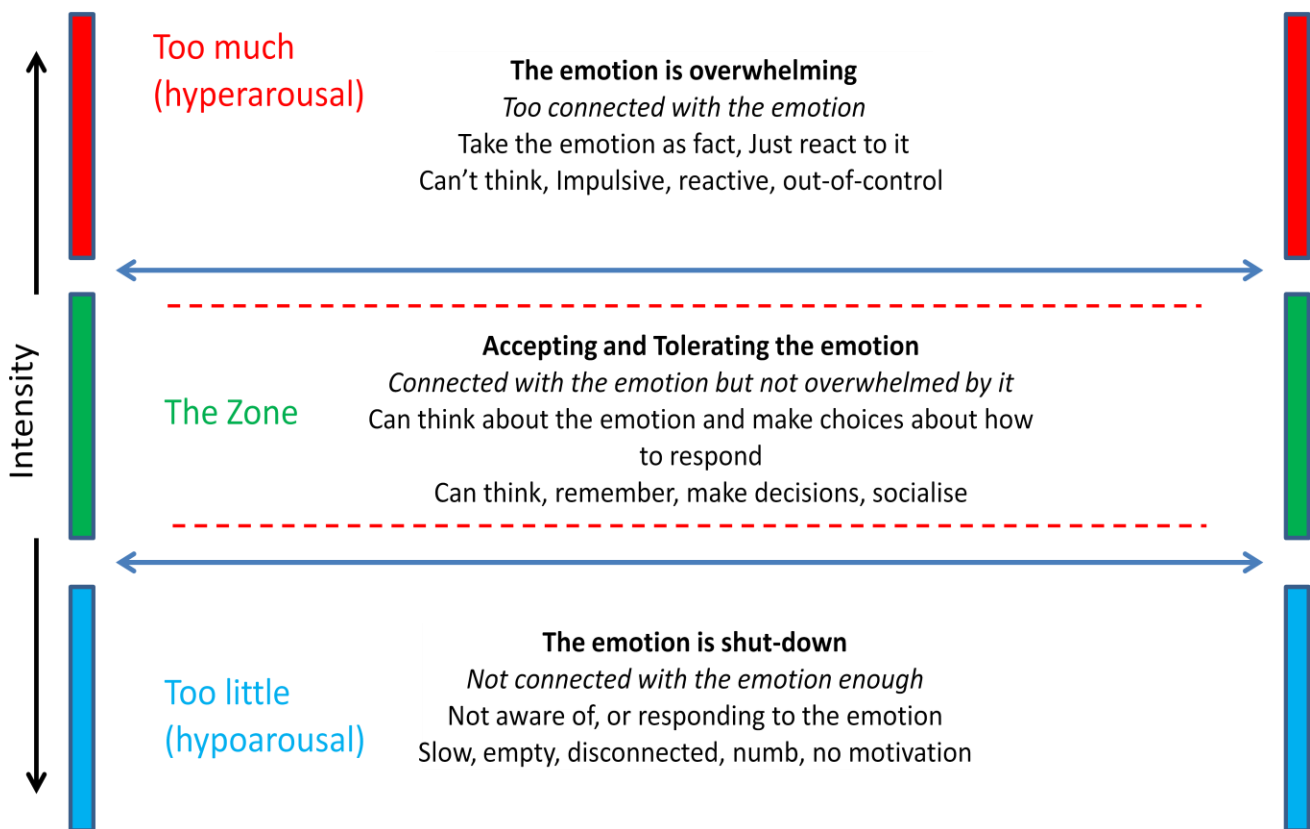 Too much
(hyperarousal)
The emotion is overwhelming
Too connected with the emotion
Take the emotion as fact, Just react to it
Can’t think, Impulsive, reactive, out-of-control
Intensity
The Zone
Accepting and Tolerating the emotion
Connected with the emotion but not overwhelmed by it
Can think about the emotion and make choices about how
to respond
Can think, remember, make decisions, socialise
Too little
(hypoarousal)
The emotion is shut-down
Not connected with the emotion enough
Not aware of, or responding to the emotion
Slow, empty, disconnected, numb, no motivation